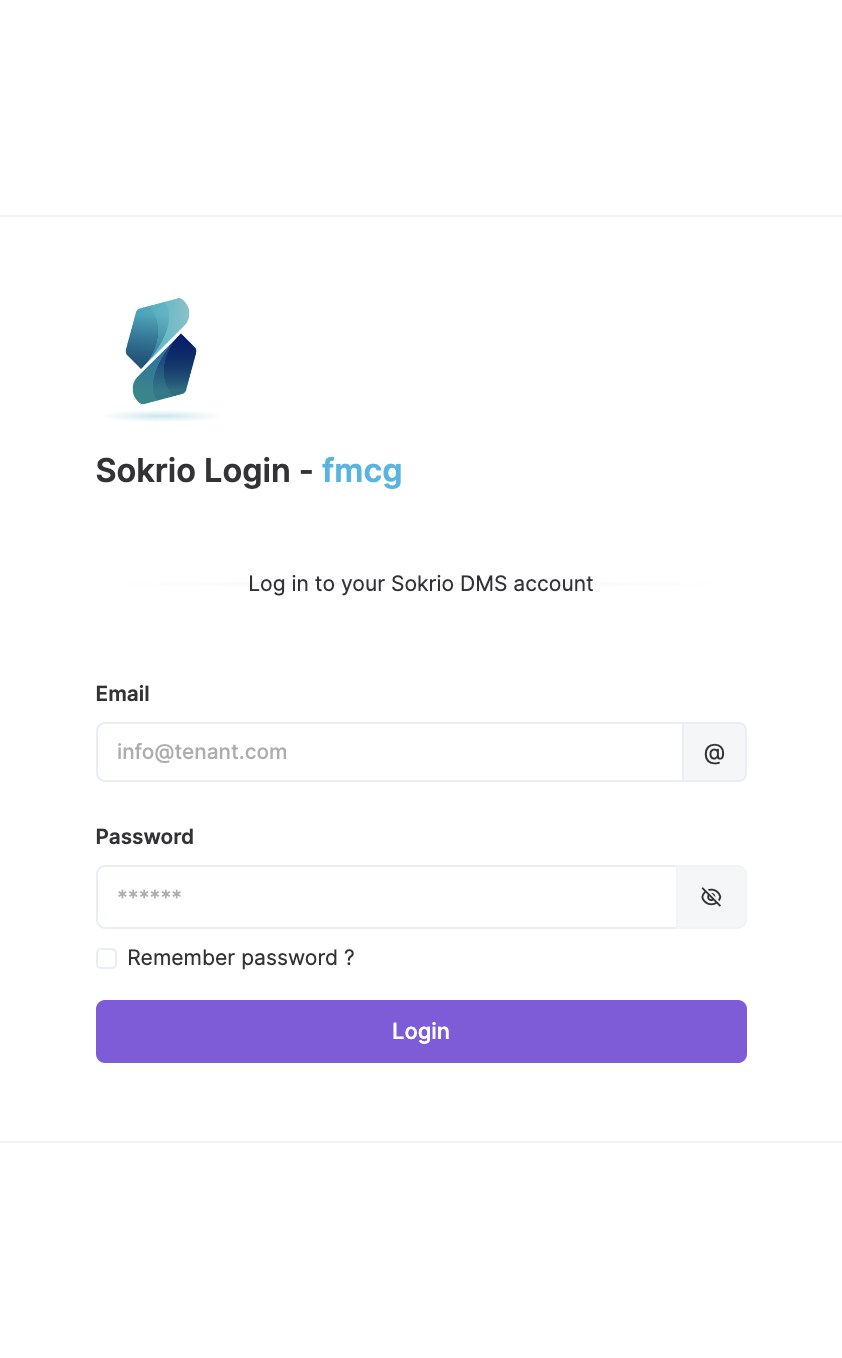 Sokrio Login - fmcg
Log in to your Sokrio DMS account
Email
info@tenant.com
@
Password
******
Remember password ?
Login